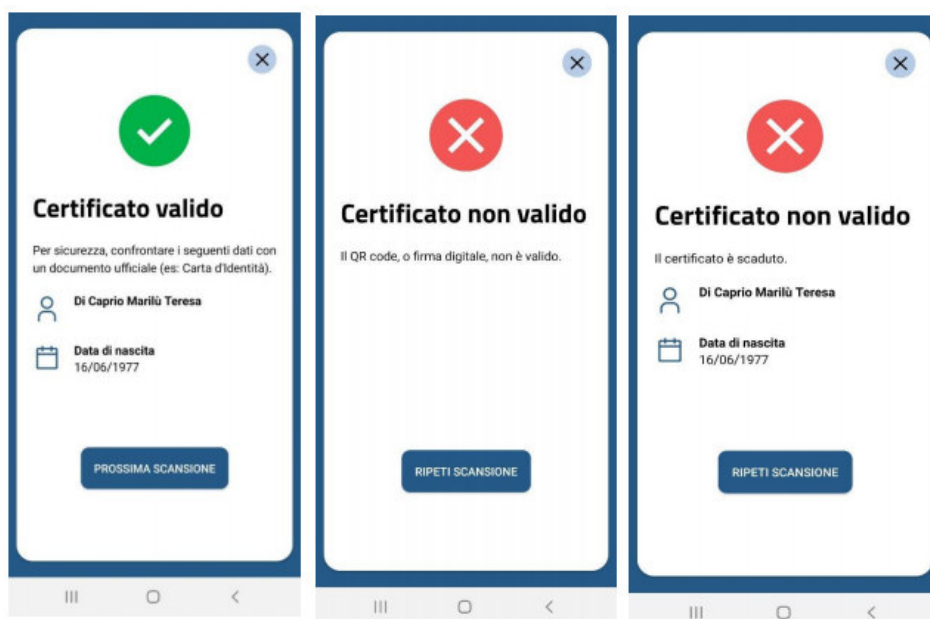 Certificato valido
Per sicurezza, confrontare i seguenti dati con
un documento ufficiale (es: Carta d'Identità).
Di Caprio Marilù Teresa
Data di nascita
16/06/1977
PROSSIMA SCANSIONE
Certificato non valido
Il QR code, o firma digitale, non è valido.
RIPETI SCANSIONE
Certificato non valido
Il certificato è scaduto.
Di Caprio Marilù Teresa
Data di nascita
16/06/1977
RIPETI SCANSIONE